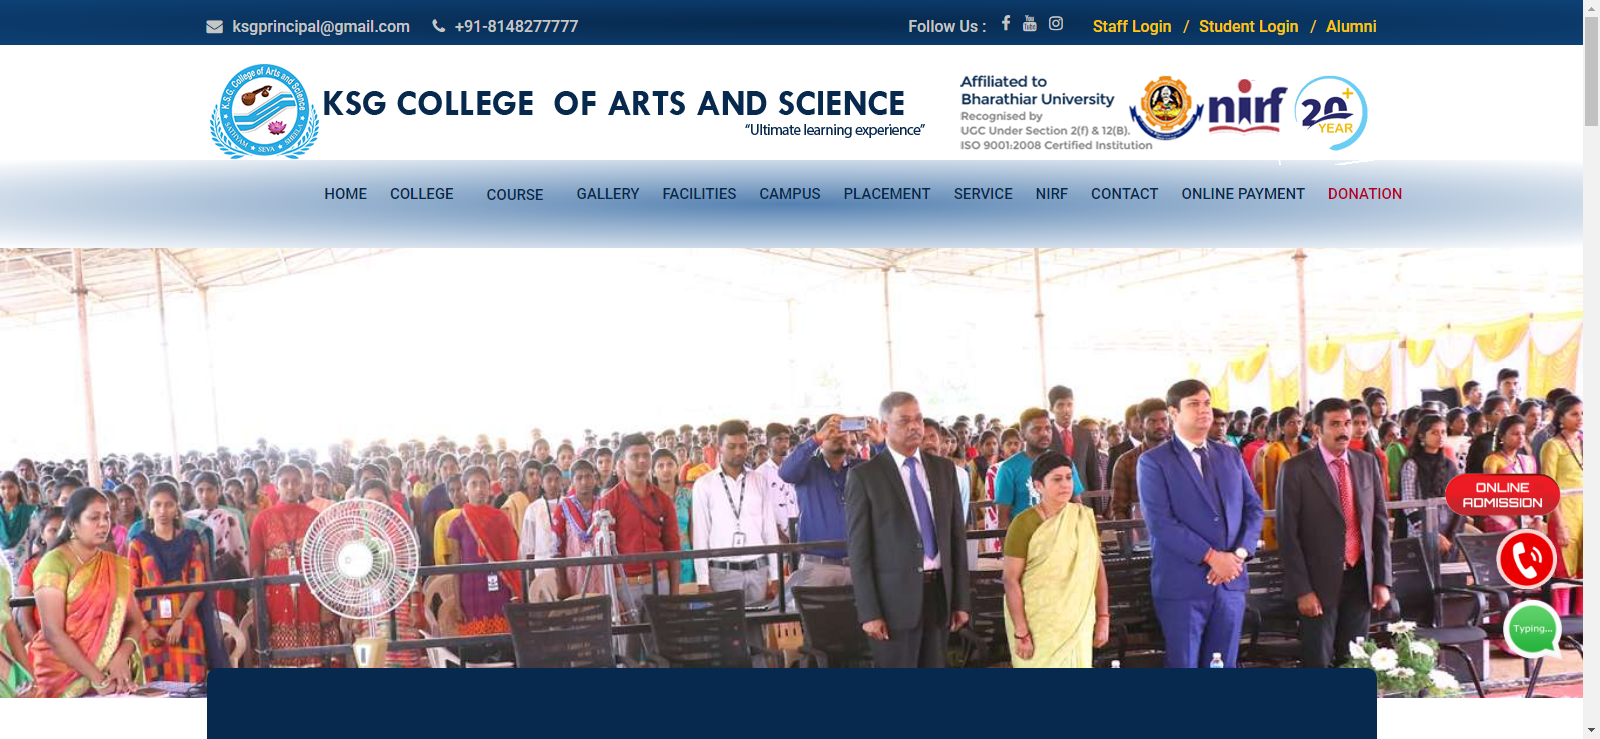 ksgprincipal@gmail.com +91-8148277777 Follow Us : Staff Login / Student Login / Alumni
K.S.G. College of Arts and Science
SATHYAM ★ SEVA ★ SHEELA
KSG COLLEGE OF ARTS AND SCIENCE
“Ultimate learning experience”
Affiliated to
Bharathiar University
Recognised by
UGC Under Section 2(f) & 12(B).
ISO 9001:2008 Certified Institution
nirf
20+
YEAR
HOME COLLEGE COURSE GALLERY FACILITIES CAMPUS PLACEMENT SERVICE NIRF CONTACT ONLINE PAYMENT DONATION
ONLINE
ADMISSION
Typing...